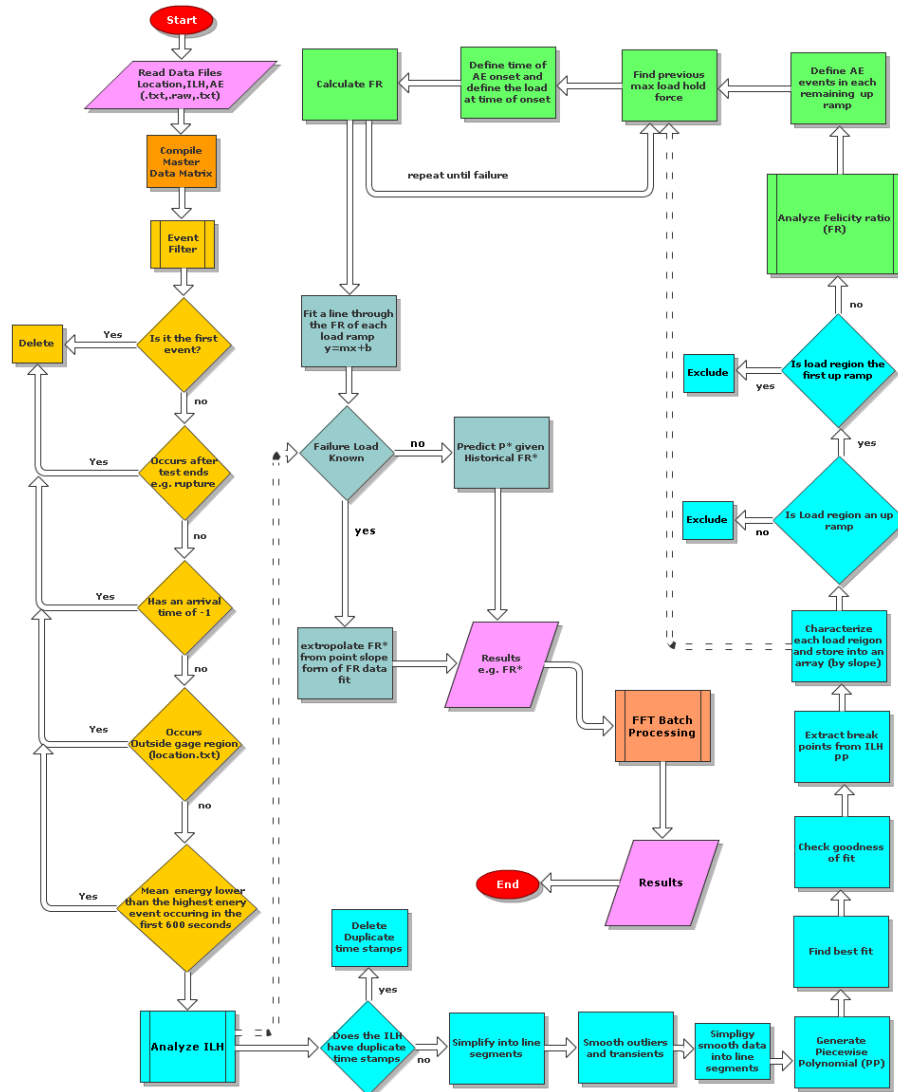 Start
Read Data Files
Location,ILH,AE
(.txt,.raw,.txt)
Compile
Master
Data Matrix
Event
Filter
Is it the first
event?
Yes
Delete
no
Occurs after
test ends
e.g. rupture
Yes
no
Has an arrival
time of -1
Yes
no
Occurs
Outside gage region
(location.txt)
Yes
no
Mean energy lower
than the highest enery
event occuring in the
first 600 seconds
Yes
Analyze ILH
Does the ILH
have duplicate
time stamps
yes
Delete
Duplicate
time stamps
no
Simplify into line
segments
Smooth outliers
and transients
Simpligy
smooth data
into line
segments
Generate
Piecewise
Polynomial (PP)
Find best fit
Check goodness
of fit
Extract break
points from ILH
PP
Characterize
each load reigon
and store into an
array (by slope)
Is Load region an up
ramp
no
Exclude
yes
Is load region the
first up ramp
yes
Exclude
no
Analyze Felicity ratio
(FR)
Define AE
events in each
remaining up
ramp
Find previous
max load hold
force
Define time of
AE onset and
define the load
at time of onset
Calculate FR
repeat until failure
Fit a line through
the FR of each
load ramp
y=mx+b
Failure Load
Known
no
Predict P* given
Historical FR*
yes
extropolate FR*
from point slope
form of FR data
fit
Results
e.g. FR*
FFT Batch
Processing
Results
End